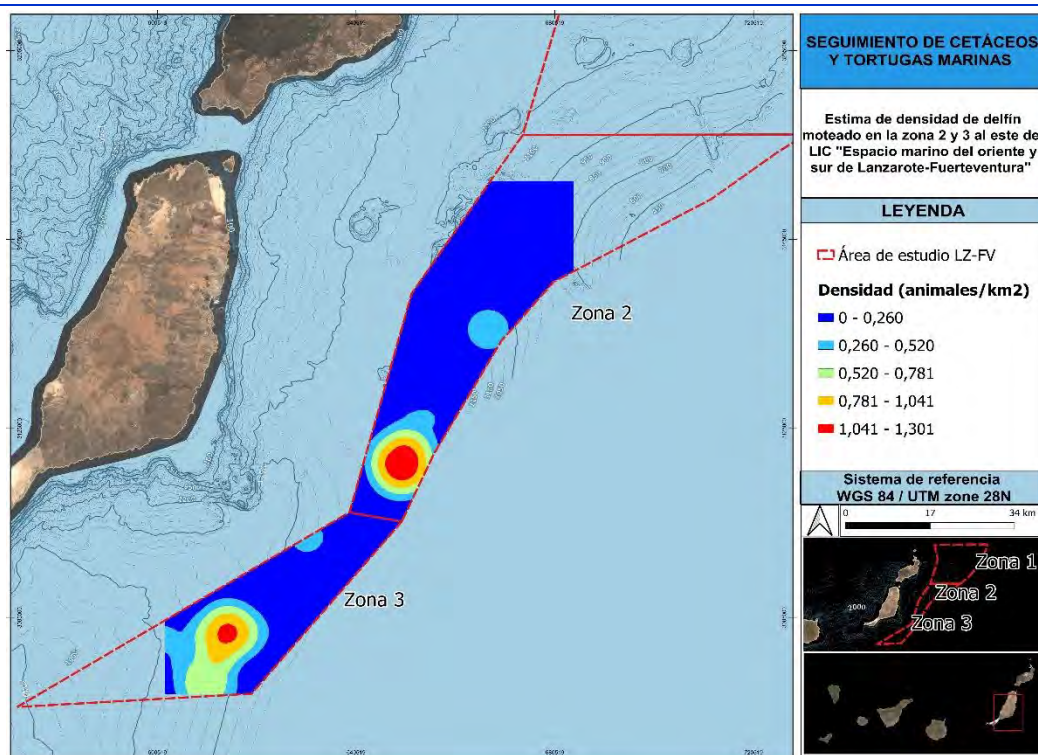 SEGUIMIENTO DE CETÁCEOS
Y TORTUGAS MARINAS
Estima de densidad de delfín
moteado en la zona 2 y 3 al este de
LIC "Espacio marino del oriente y
sur de Lanzarote-Fuerteventura"
LEYENDA
Área de estudio LZ-FV
Densidad (animales/km2)
0 - 0,260
0,260 - 0,520
0,520 - 0,781
0,781 - 1,041
1,041 - 1,301
Sistema de referencia
WGS 84 / UTM zone 28N
0 17 34 km
Zona 1
Zona 2
Zona 3
2000
Zona 2
Zona 3